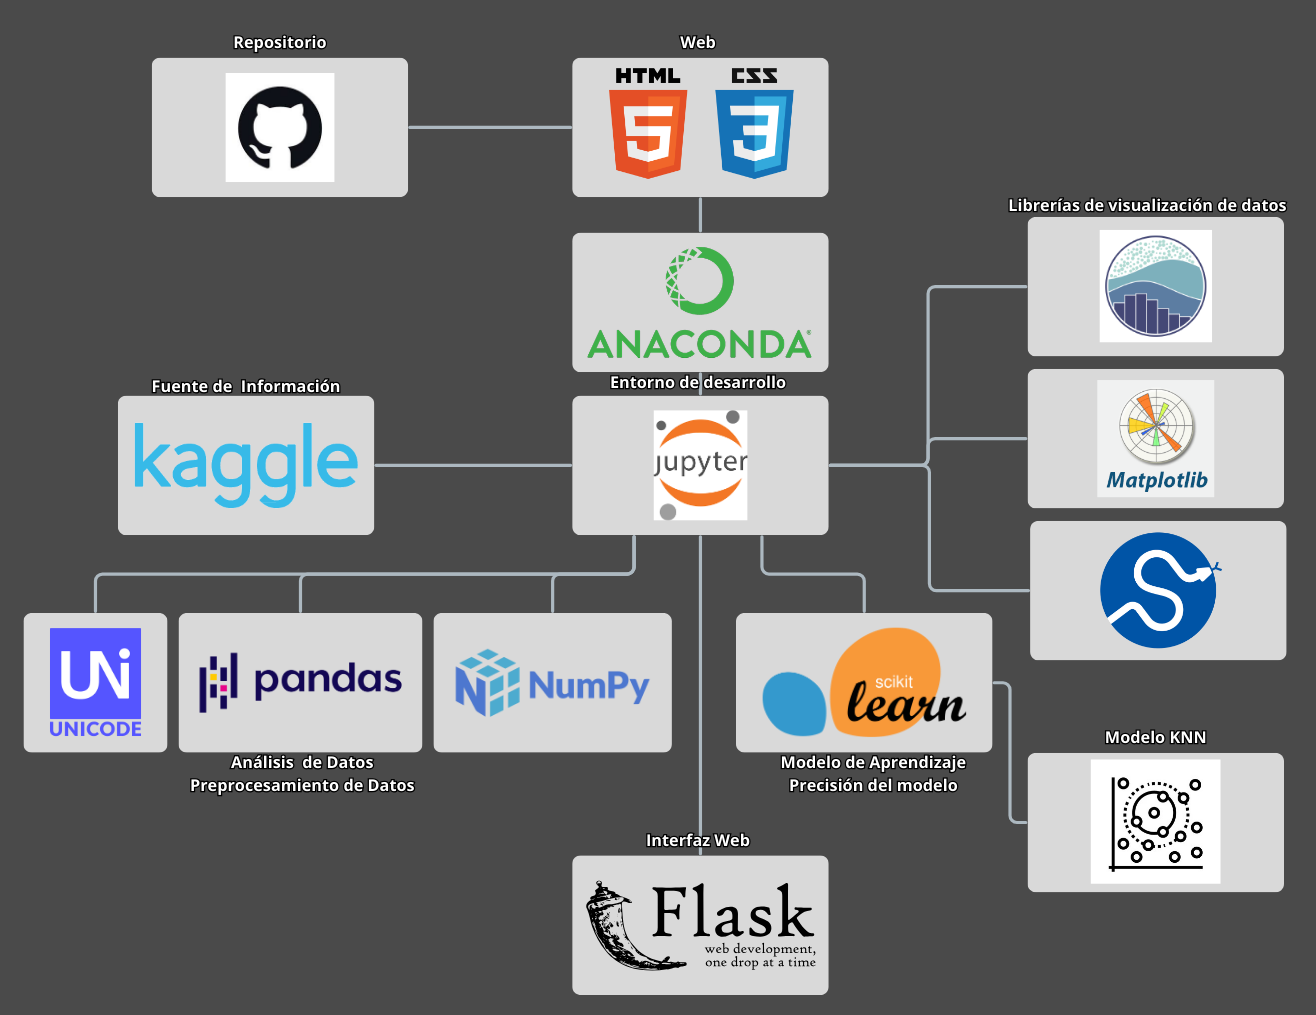 Repositorio
Web
HTML
CSS
5
3
Librerías de visualización de datos
ANACONDA®
Entorno de desarrollo
Fuente de Información
kaggle
jupyter
Matplotlib
UNi
UNICODE
pandas
NumPy
scikit
learn
Análisis de Datos
Preprocesamiento de Datos
Modelo de Aprendizaje
Precisión del modelo
Modelo KNN
Interfaz Web
Flask
web development,
one drop at a time